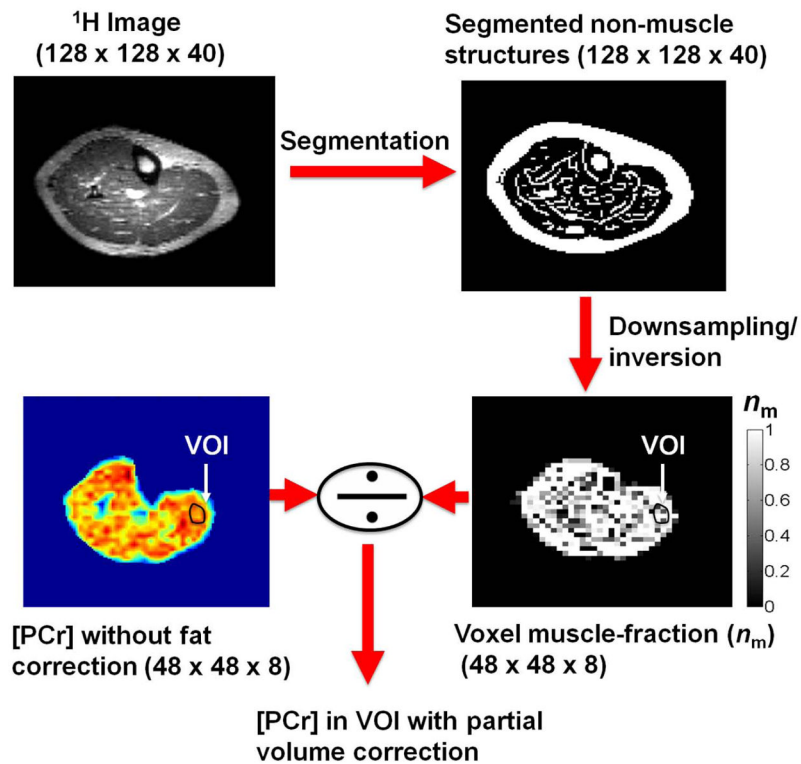 ¹H Image
(128 x 128 x 40)
Segmented non-muscle
structures (128 x 128 x 40)
Segmentation
Downsampling/
inversion
VOI
VOI
n_m
1
0.8
0.6
0.4
0.2
0
[PCr] without fat
correction (48 x 48 x 8)
Voxel muscle-fraction (n_m)
(48 x 48 x 8)
[PCr] in VOI with partial
volume correction